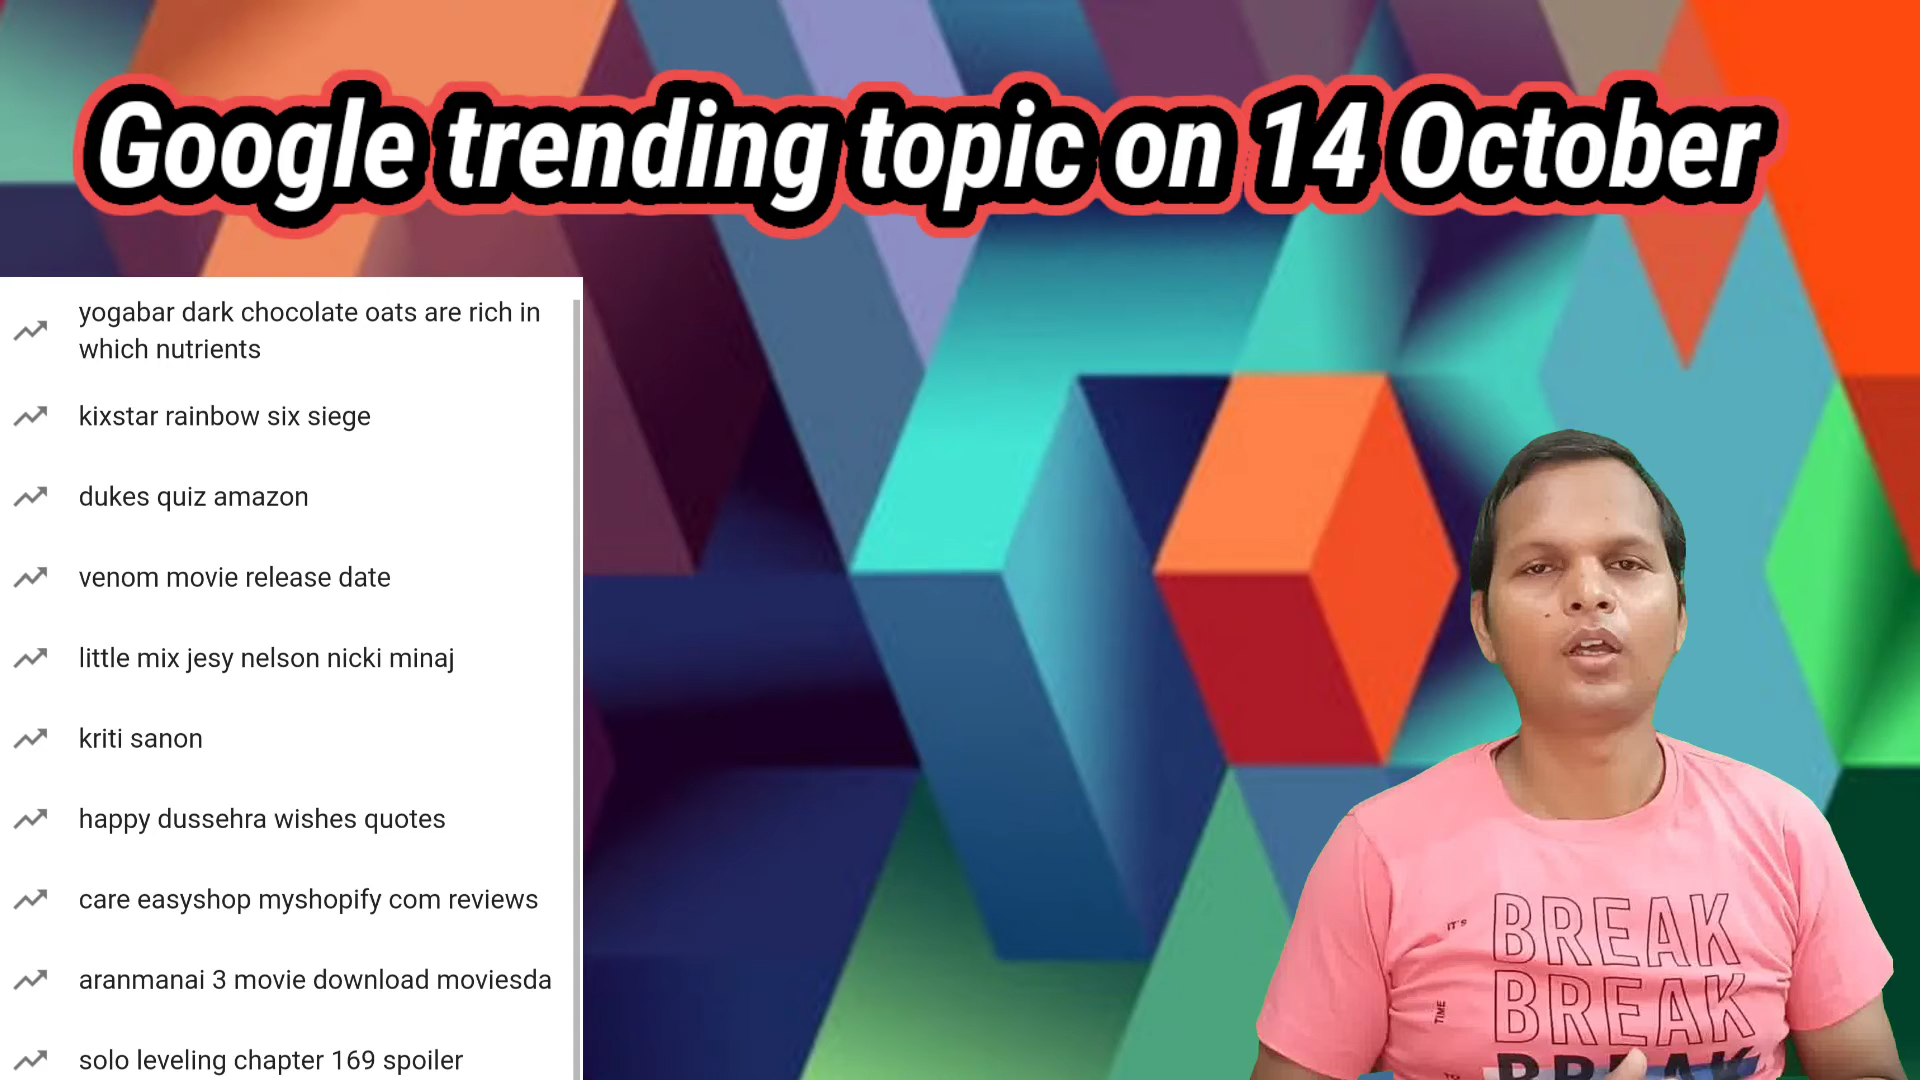 Google trending topic on 14 October
yogabar dark chocolate oats are rich in
which nutrients
kixstar rainbow six siege
dukes quiz amazon
venom movie release date
little mix jesy nelson nicki minaj
kriti sanon
happy dussehra wishes quotes
care easyshop myshopify com reviews
aranmanai 3 movie download moviesda
solo leveling chapter 169 spoiler
IT'S
BREAK
BREAK
TIME
BREAK